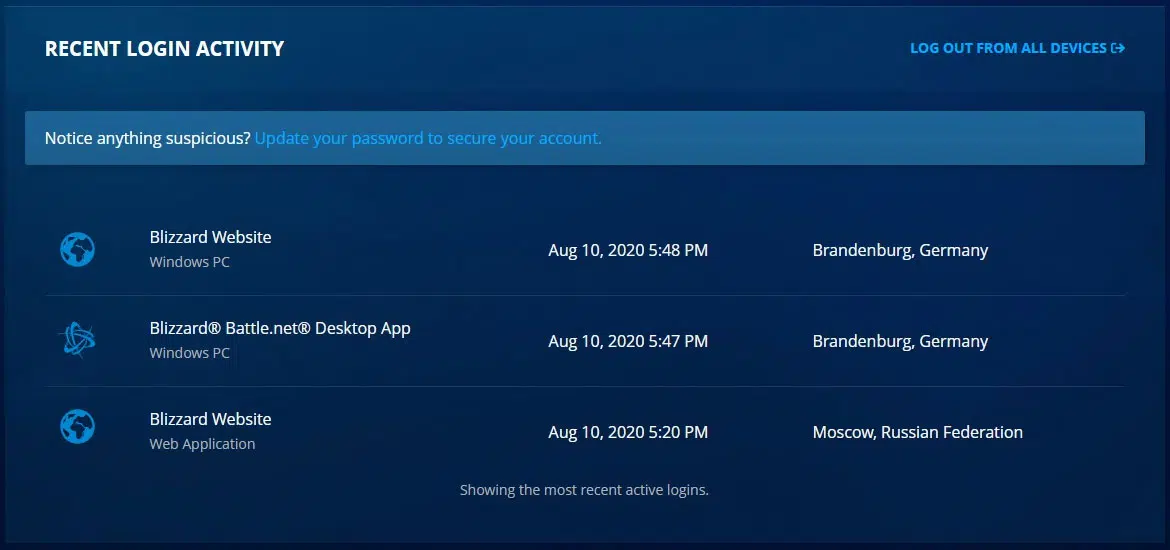 RECENT LOGIN ACTIVITY
LOG OUT FROM ALL DEVICES
Notice anything suspicious? Update your password to secure your account.
Blizzard Website
Windows PC
Aug 10, 2020 5:48 PM
Brandenburg, Germany
Blizzard® Battle.net® Desktop App
Windows PC
Aug 10, 2020 5:47 PM
Brandenburg, Germany
Blizzard Website
Web Application
Aug 10, 2020 5:20 PM
Moscow, Russian Federation
Showing the most recent active logins.